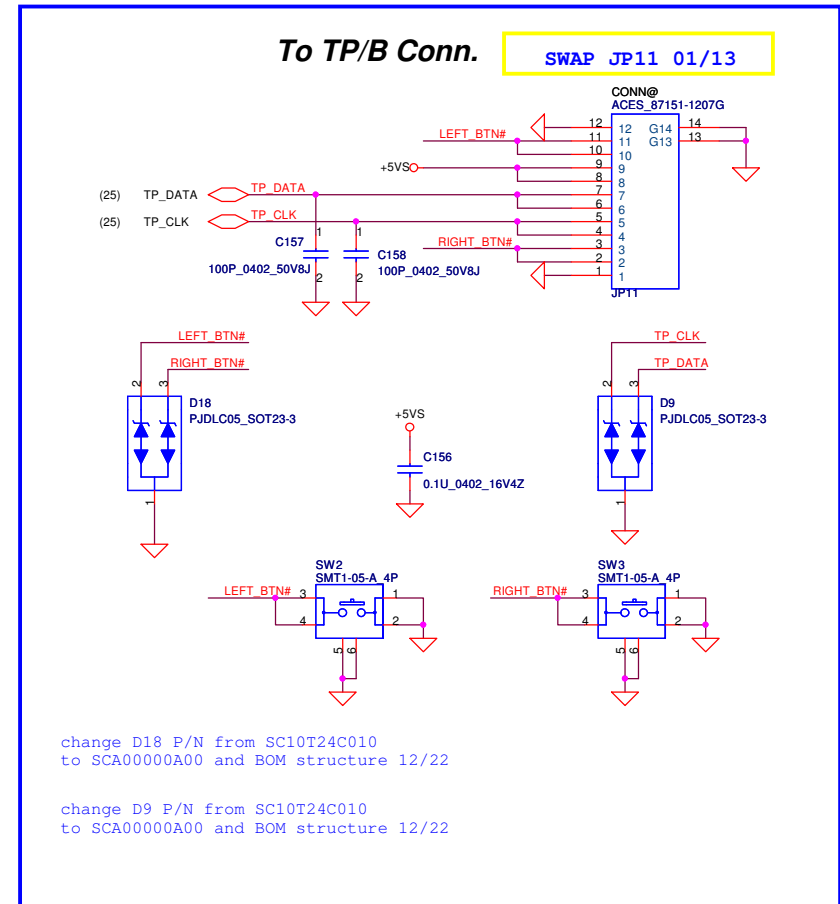 To TP/B Conn.
SWAP JP11 01/13
CONN@
ACES_87151-1207G
LEFT_BTN#
12 12 G14 14
11 11 G13 13
10 10
+5VS
9 9
8 8
(25) TP_DATA TP_DATA
7 7
6 6
(25) TP_CLK TP_CLK
5 5
4 4
RIGHT_BTN#
3 3
2 2
1 1
JP11
1 C157
100P_0402_50V8J
2
1 C158
100P_0402_50V8J
2
LEFT_BTN#
RIGHT_BTN#
2 3
D18
PJDLC05_SOT23-3
1
+5VS
C156
0.1U_0402_16V4Z
TP_CLK
TP_DATA
2 3
D9
PJDLC05_SOT23-3
1
SW2
SMT1-05-A_4P
LEFT_BTN#
3 1
4 2
5 6
SW3
SMT1-05-A_4P
RIGHT_BTN#
3 1
4 2
5 6
change D18 P/N from SC10T24C010
to SCA00000A00 and BOM structure 12/22
change D9 P/N from SC10T24C010
to SCA00000A00 and BOM structure 12/22